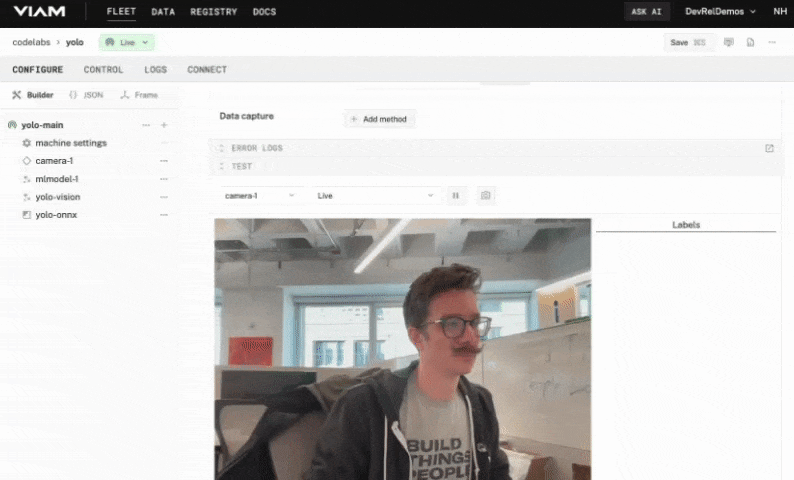 VIAM FLEET DATA REGISTRY DOCS ASK AI DevRelDemos NH
codelabs > yolo Live Save ⌘S
CONFIGURE CONTROL LOGS CONNECT
Builder {} JSON Frame
yolo-main
machine settings
camera-1
mlmodel-1
yolo-vision
yolo-onnx
Data capture + Add method
ERROR LOGS
TEST
camera-1 Live
Labels
BUILD
THINGS
PEOPLE